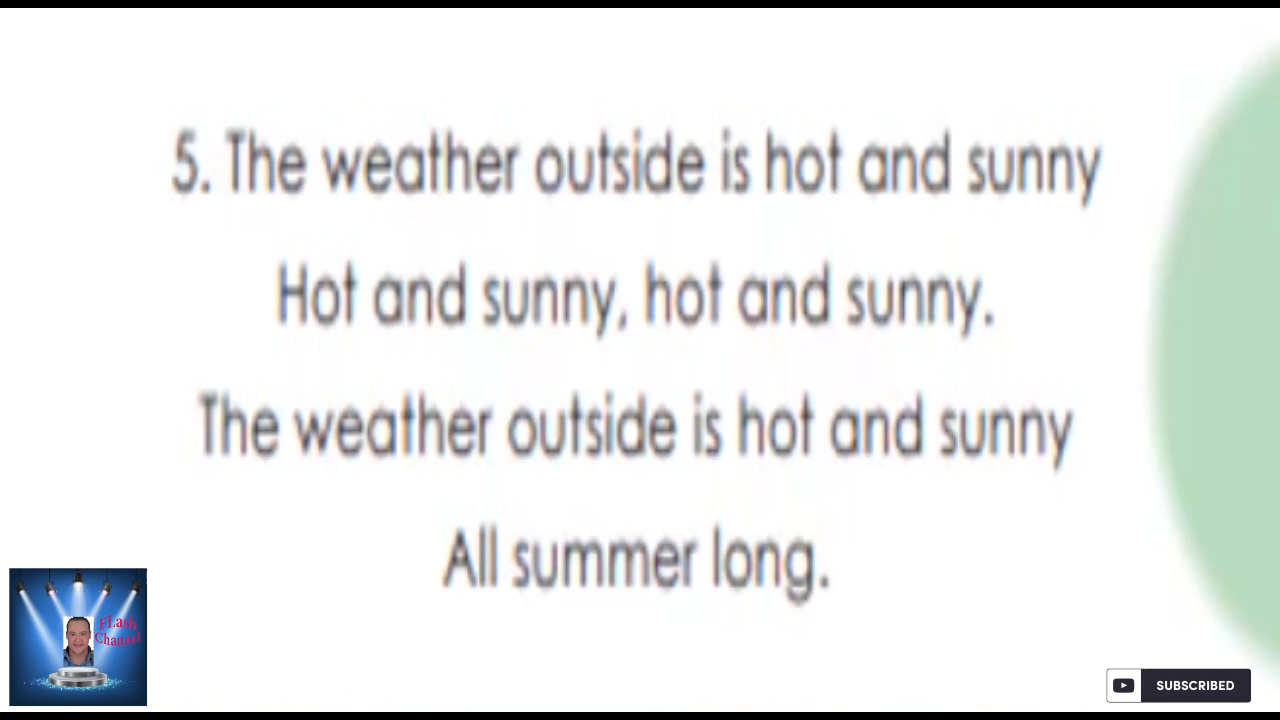 5. The weather outside is hot and sunny
Hot and sunny, hot and sunny.
The weather outside is hot and sunny
All summer long.
FLash
Channel
SUBSCRIBED